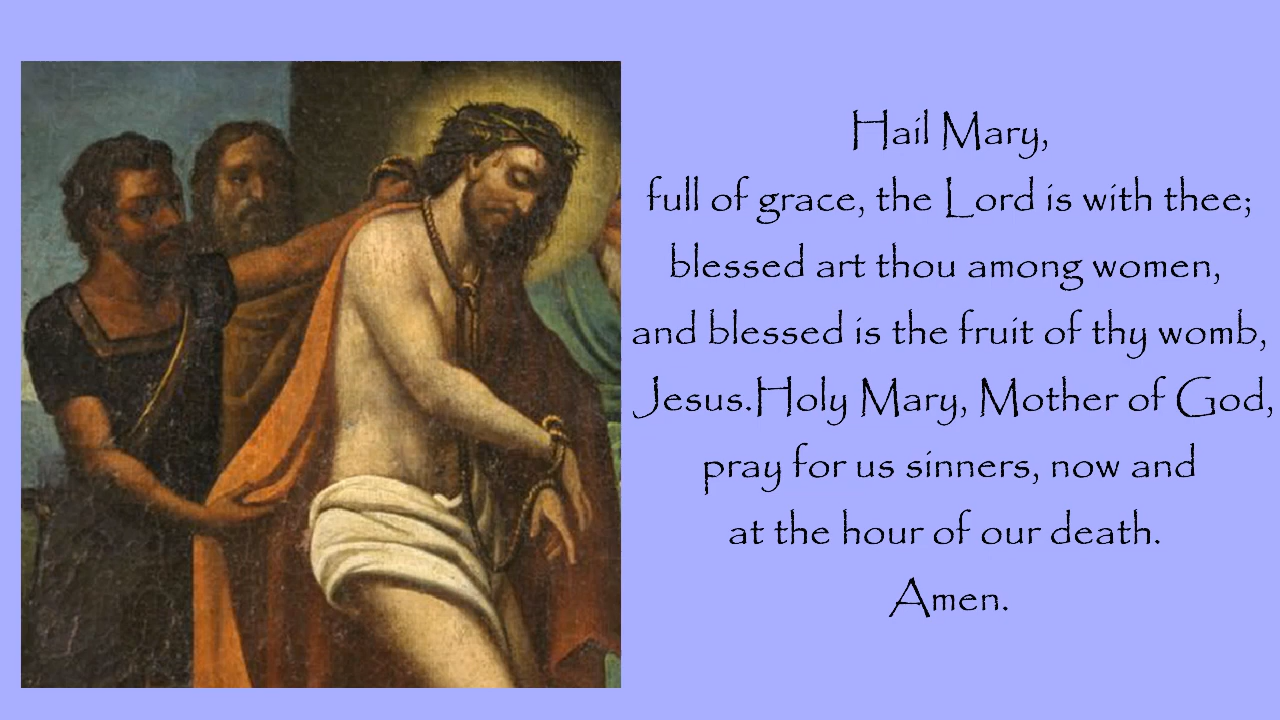 Hail Mary,
full of grace, the Lord is with thee;
blessed art thou among women,
and blessed is the fruit of thy womb,
Jesus.Holy Mary, Mother of God,
pray for us sinners, now and
at the hour of our death.
Amen.